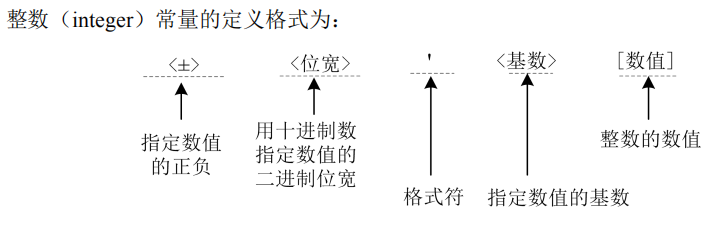 整数（integer）常量的定义格式为：
<±> <位宽> ' <基数> [数值]
指定数值的正负
用十进制数指定数值的二进制位宽
格式符
指定数值的基数
整数的数值